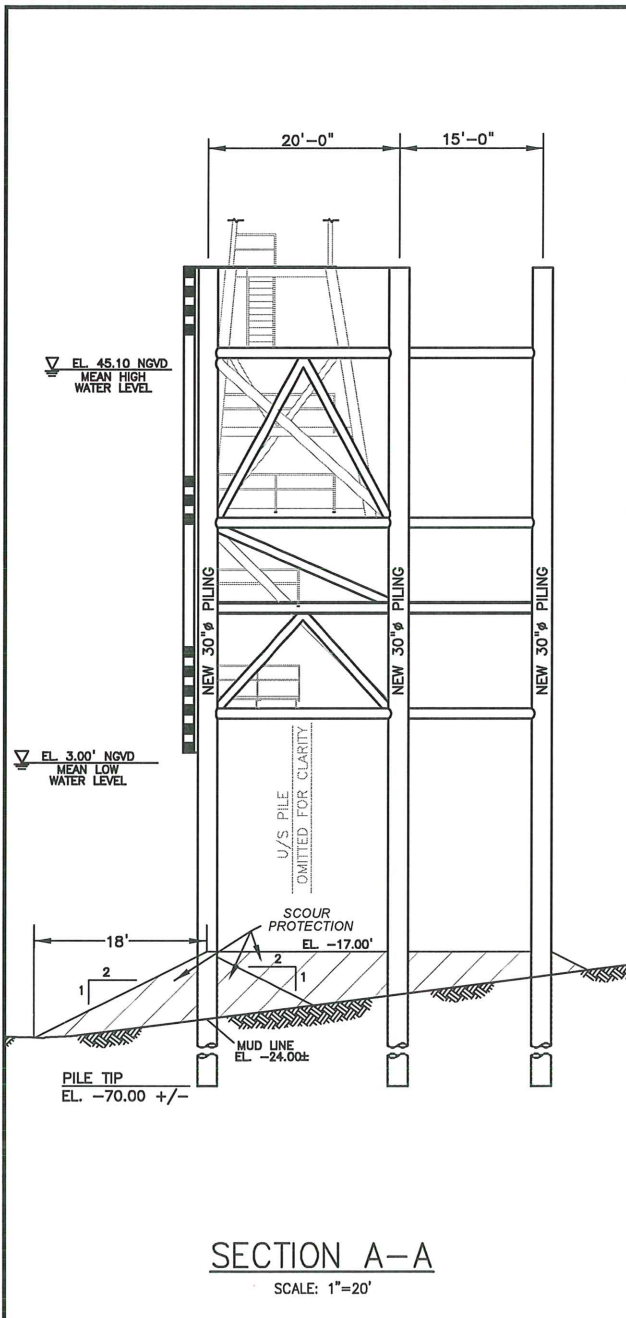 20'-0"
15'-0"
EL. 45.10 NGVD
MEAN HIGH
WATER LEVEL
NEW 30"ø PILING
NEW 30"ø PILING
NEW 30"ø PILING
EL. 3.00' NGVD
MEAN LOW
WATER LEVEL
U/S PILE
OMITTED FOR CLARITY
SCOUR
PROTECTION
18'
EL. -17.00'
2
1
2
1
MUD LINE
EL. -24.00±
PILE TIP
EL. -70.00 +/-
SECTION A-A
SCALE: 1"=20'